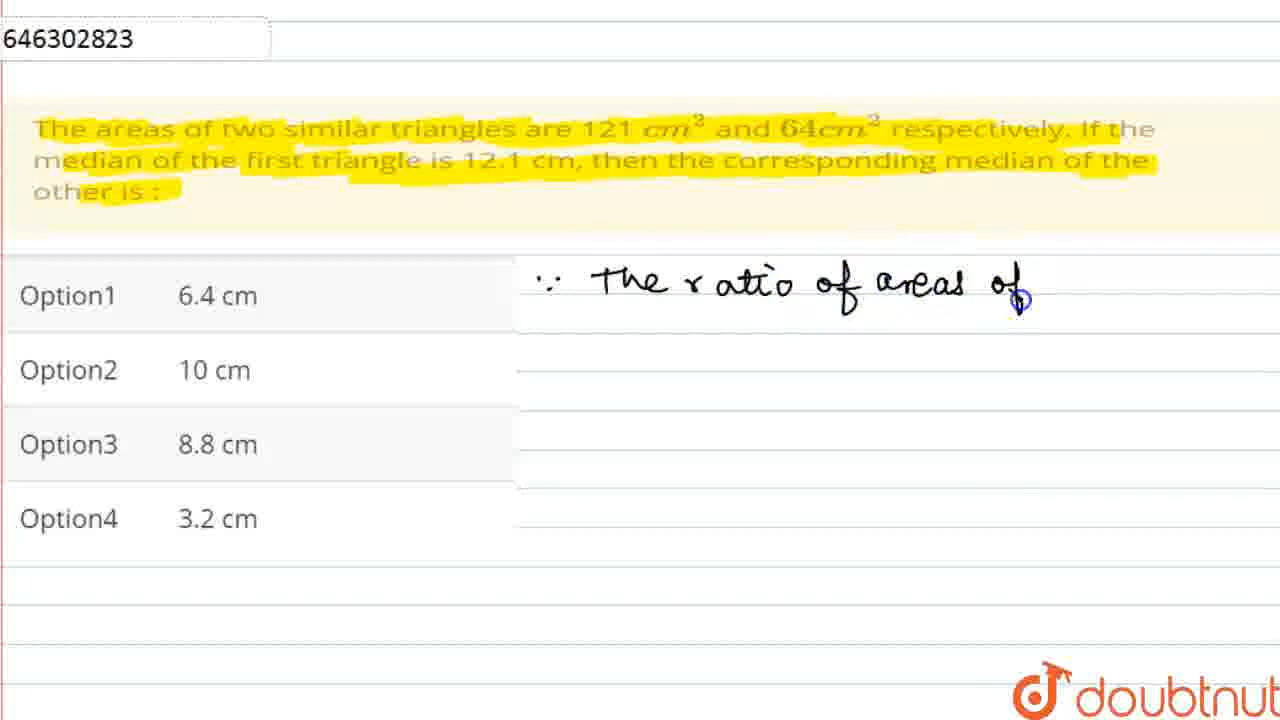 646302823
The areas of two similar triangles are 121 cm² and 64cm² respectively. If the
median of the first triangle is 12.1 cm, then the corresponding median of the
other is :
∵ The ratio of areas of
Option1 6.4 cm
Option2 10 cm
Option3 8.8 cm
Option4 3.2 cm
doubtnut